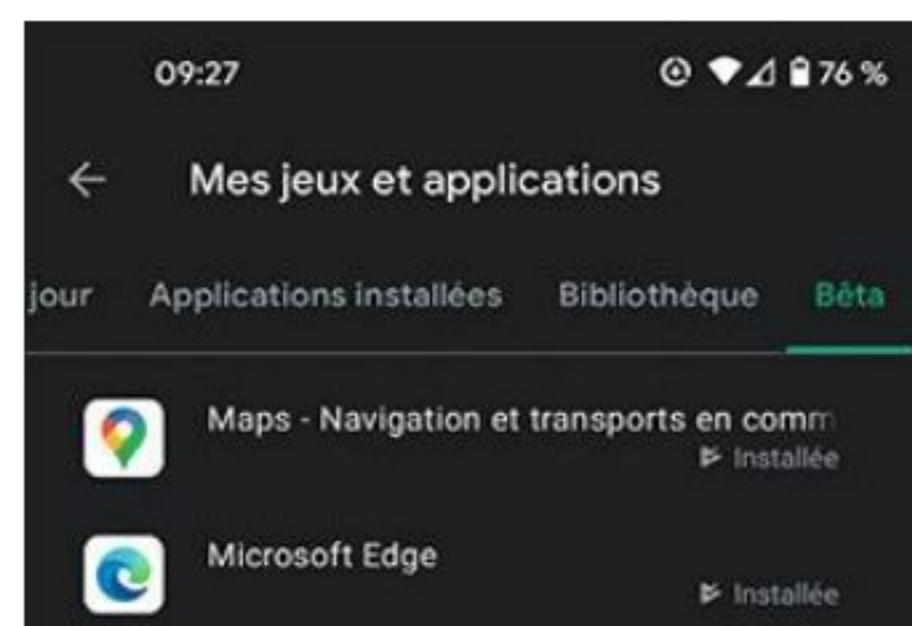 09:27 76 %
Mes jeux et applications
jour Applications installées Bibliothèque Bêta
Maps - Navigation et transports en comm
Installée
Microsoft Edge
Installée